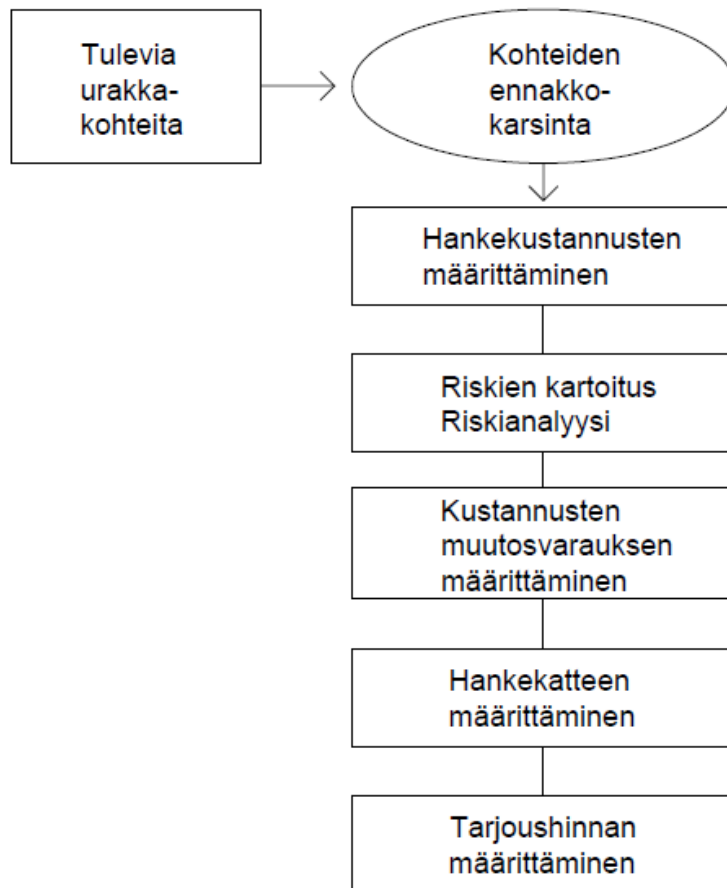 Tulevia
urakka-
kohteita
Kohteiden
ennakko-
karsinta
Hankekustannusten
määrittäminen
Riskien kartoitus
Riskianalyysi
Kustannusten
muutosvarauksen
määrittäminen
Hankekatteen
määrittäminen
Tarjoushinnan
määrittäminen